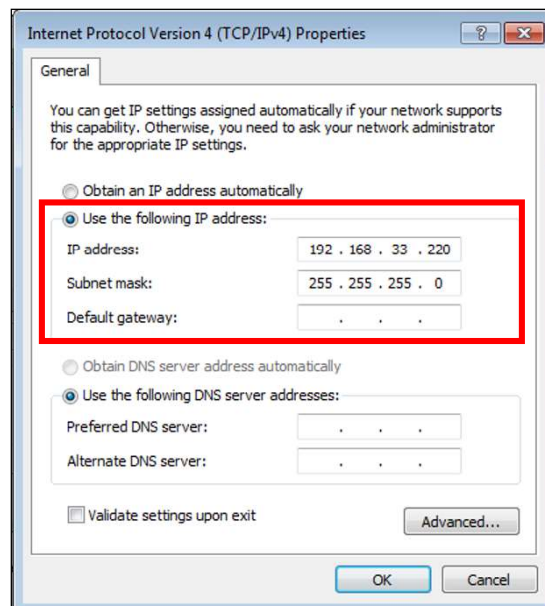 Internet Protocol Version 4 (TCP/IPv4) Properties
General
You can get IP settings assigned automatically if your network supports
this capability. Otherwise, you need to ask your network administrator
for the appropriate IP settings.
Obtain an IP address automatically
Use the following IP address:
IP address: 192 . 168 . 33 . 220
Subnet mask: 255 . 255 . 255 . 0
Default gateway: . . .
Obtain DNS server address automatically
Use the following DNS server addresses:
Preferred DNS server: . . .
Alternate DNS server: . . .
Validate settings upon exit
Advanced...
OK Cancel